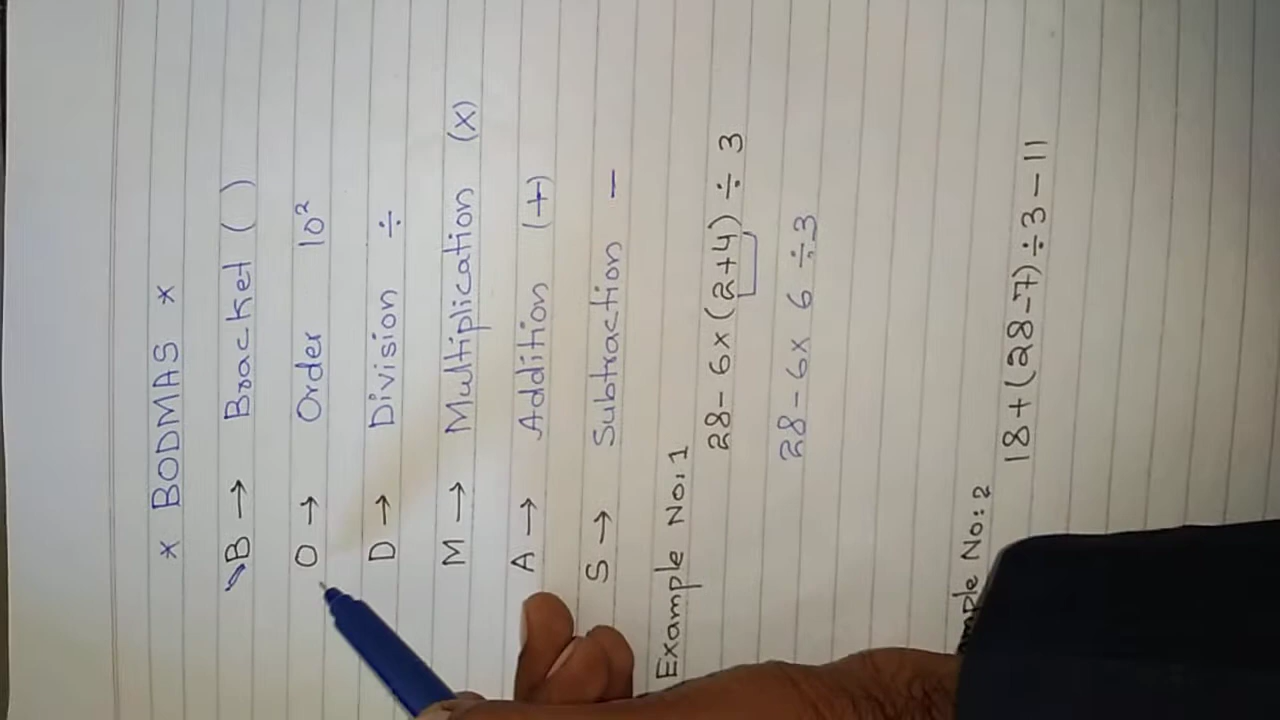 * BODMAS *
B → Bracket ( )
O → Order 10²
D → Division ÷
M → Multiplication (×)
A → Addition (+)
S → Subtraction −
Example No:1
28 - 6 × (2+4) ÷ 3
28 - 6 × 6 ÷ 3
mple No:2
18 + (28-7) ÷ 3 - 11